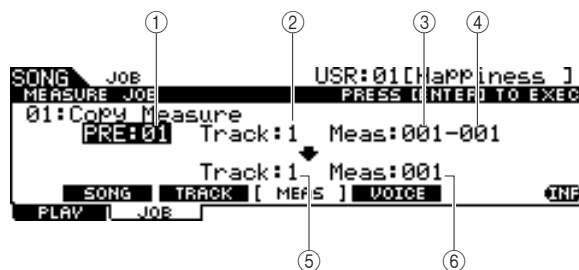 ① ② ③ ④
SONG JOB USR:01[Happiness ]
MEASURE JOB PRESS [ENTER] TO EXEC
01:Copy Measure
PRE:01 Track:1 Meas:001-001
Track:1 Meas:001
SONG TRACK [ MEAS ] VOICE INF
PLAY JOB
⑤ ⑥